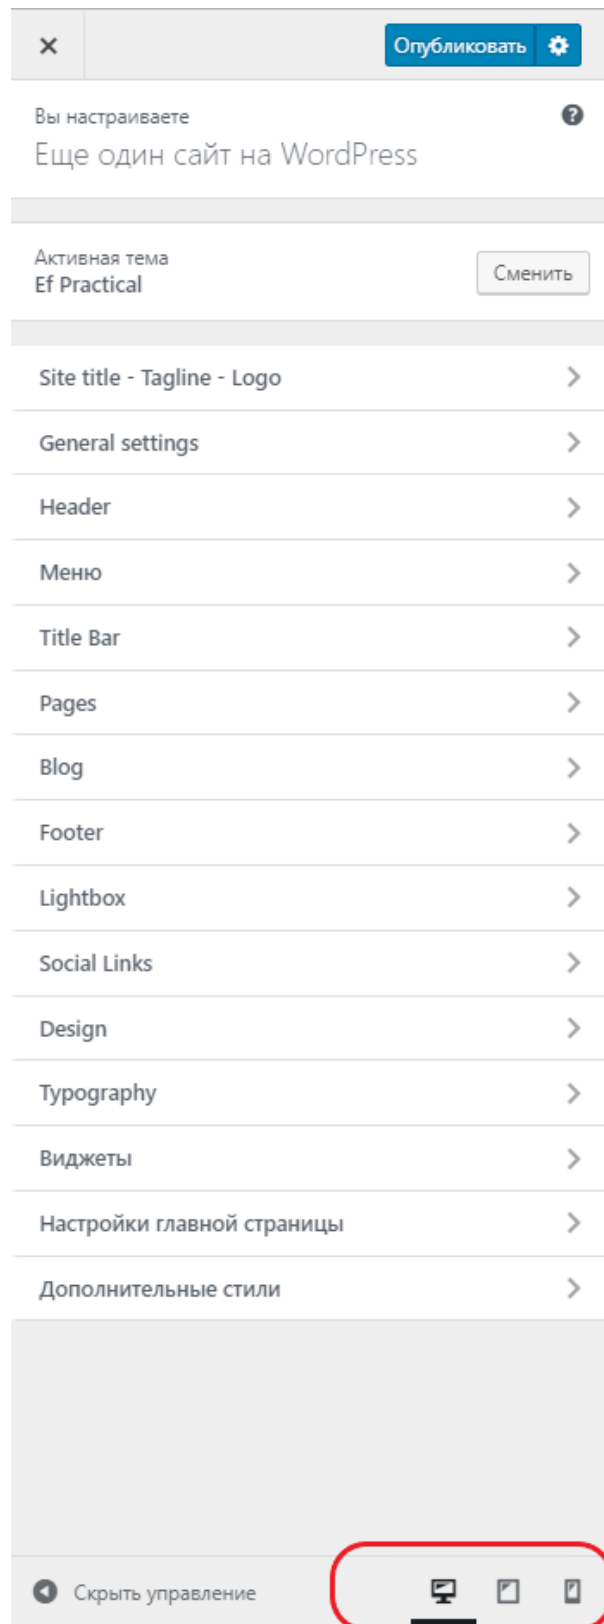 Опубликовать
Вы настраиваете
Еще один сайт на WordPress
Активная тема
Ef Practical
Сменить
Site title - Tagline - Logo
General settings
Header
Меню
Title Bar
Pages
Blog
Footer
Lightbox
Social Links
Design
Typography
Виджеты
Настройки главной страницы
Дополнительные стили
Скрыть управление